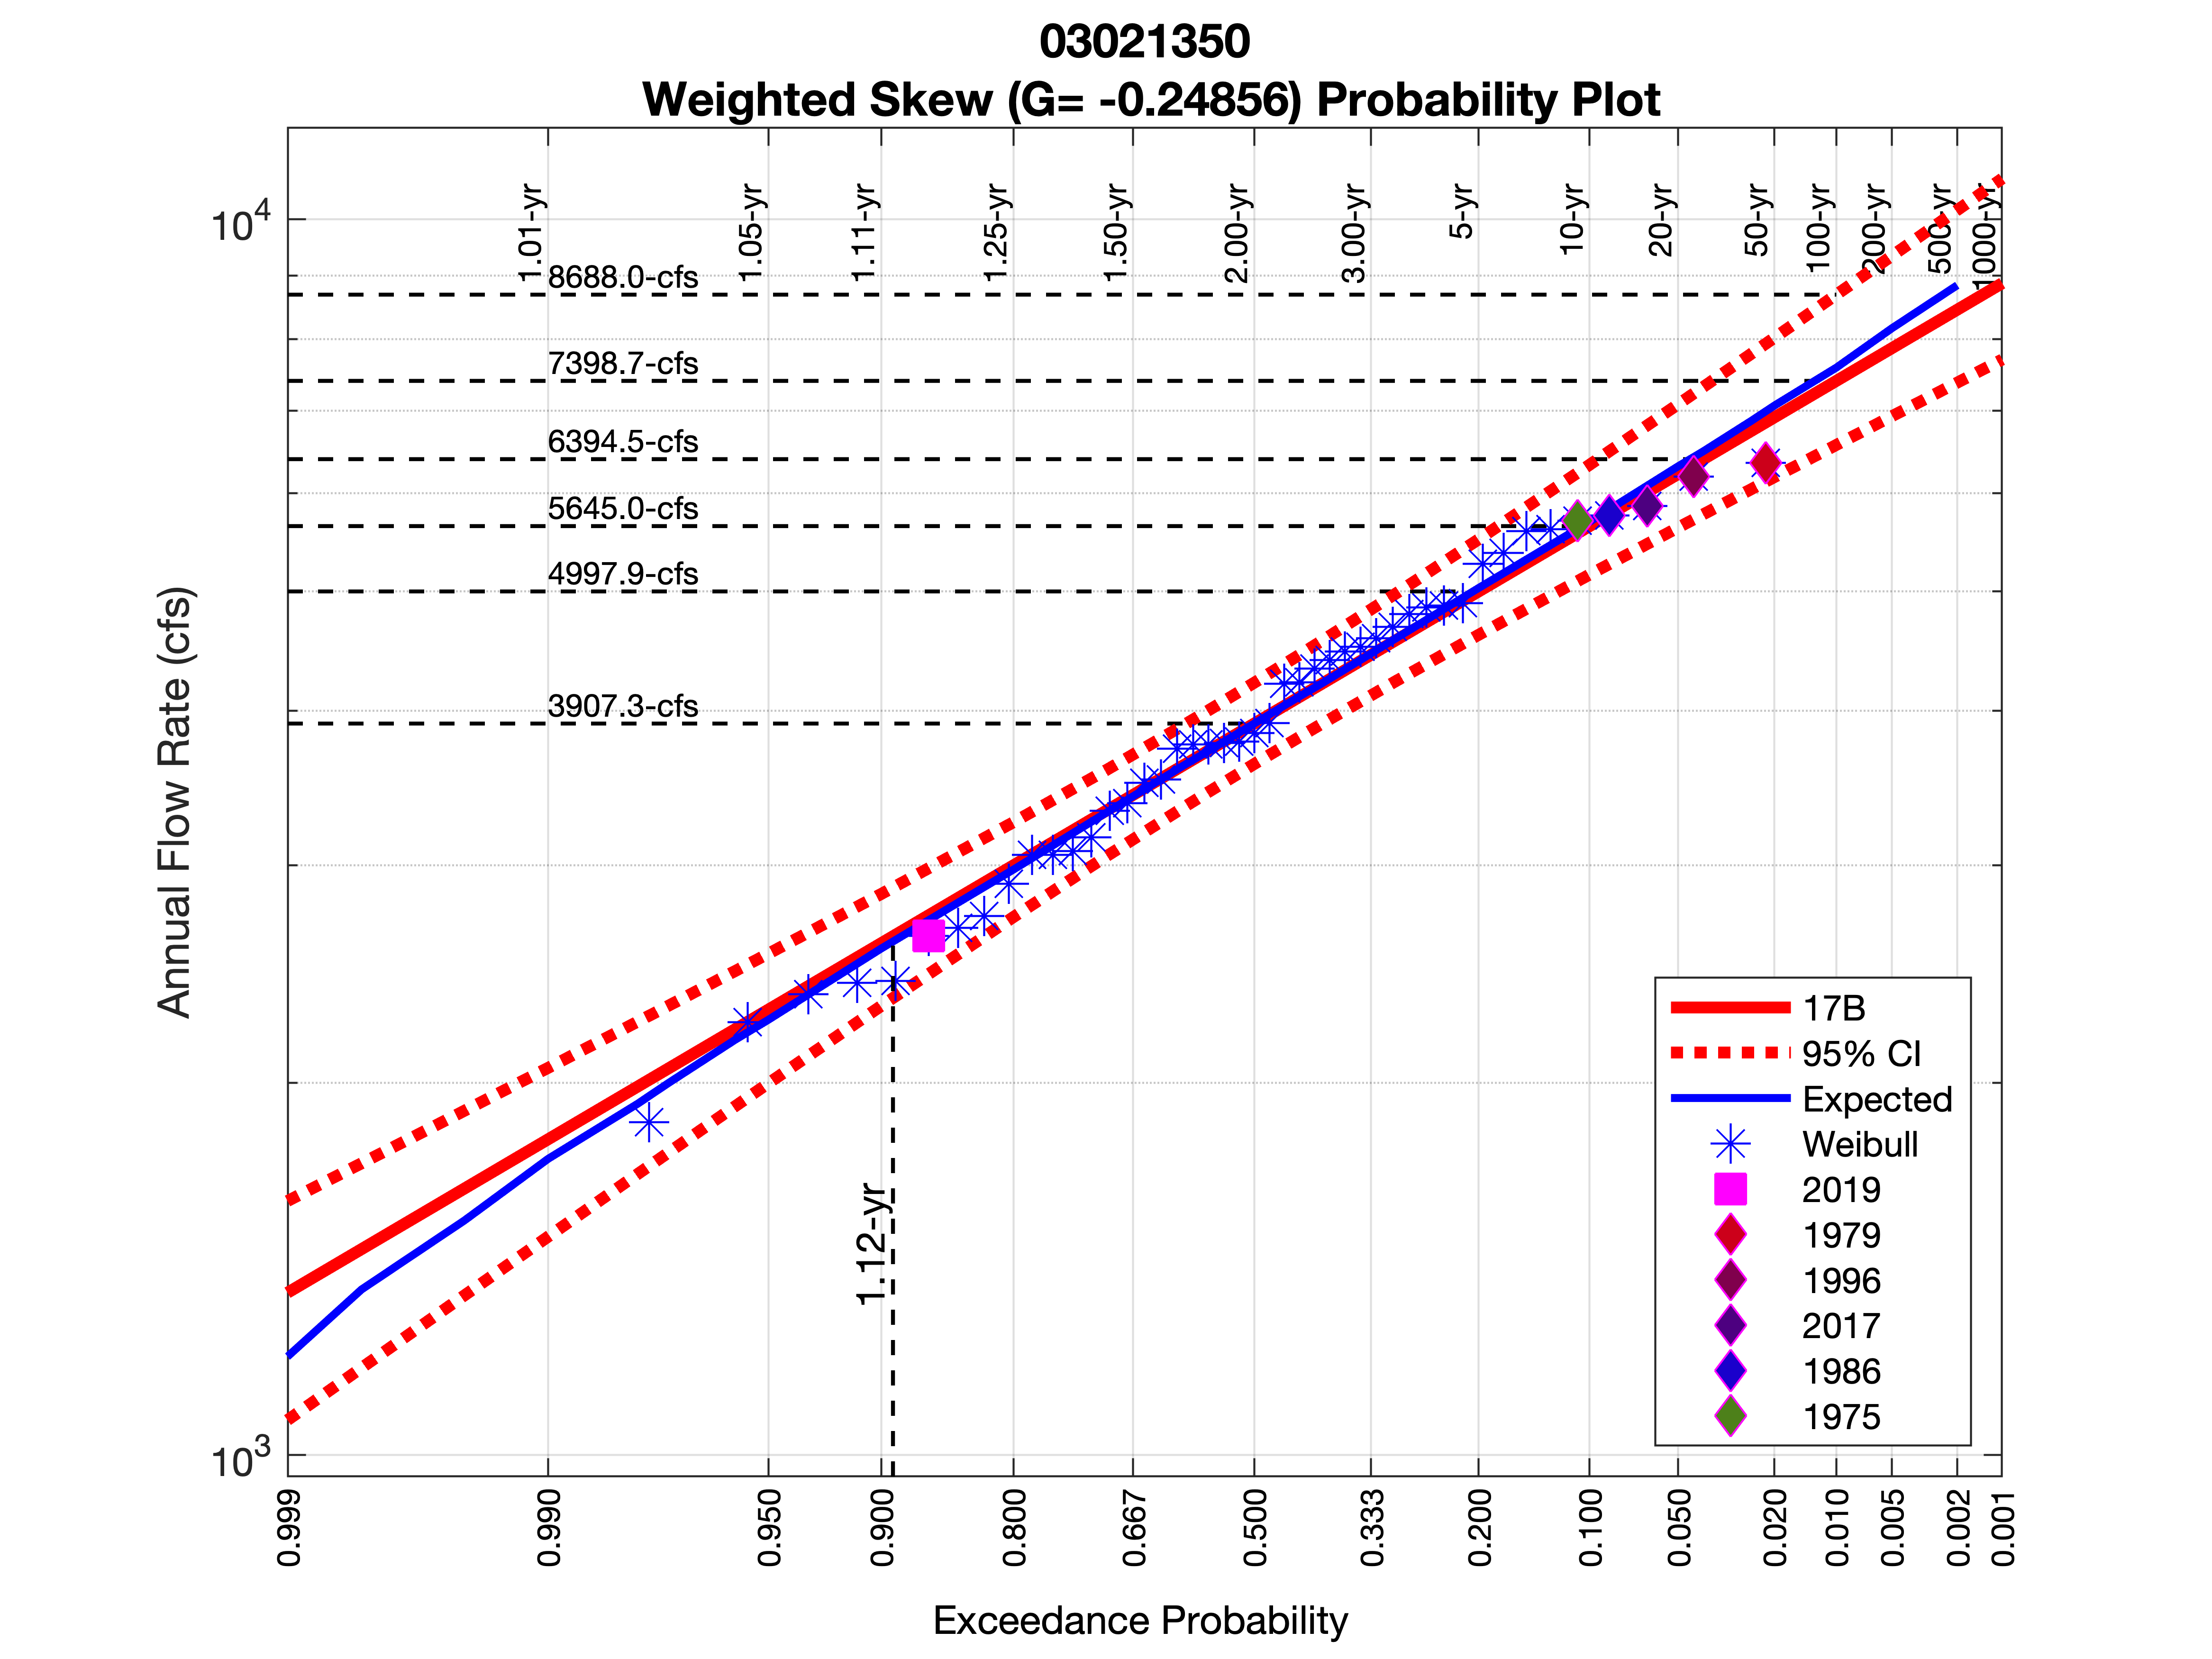 03021350
Weighted Skew (G= -0.24856) Probability Plot
Annual Flow Rate (cfs)
10^4
10^3
1.01-yr
1.05-yr
1.11-yr
1.25-yr
1.50-yr
2.00-yr
3.00-yr
5-yr
10-yr
20-yr
50-yr
100-yr
200-yr
500-yr
1000-yr
8688.0-cfs
7398.7-cfs
6394.5-cfs
5645.0-cfs
4997.9-cfs
3907.3-cfs
1.12-yr
17B
95% CI
Expected
Weibull
2019
1979
1996
2017
1986
1975
0.999
0.990
0.950
0.900
0.800
0.667
0.500
0.333
0.200
0.100
0.050
0.020
0.010
0.005
0.002
0.001
Exceedance Probability